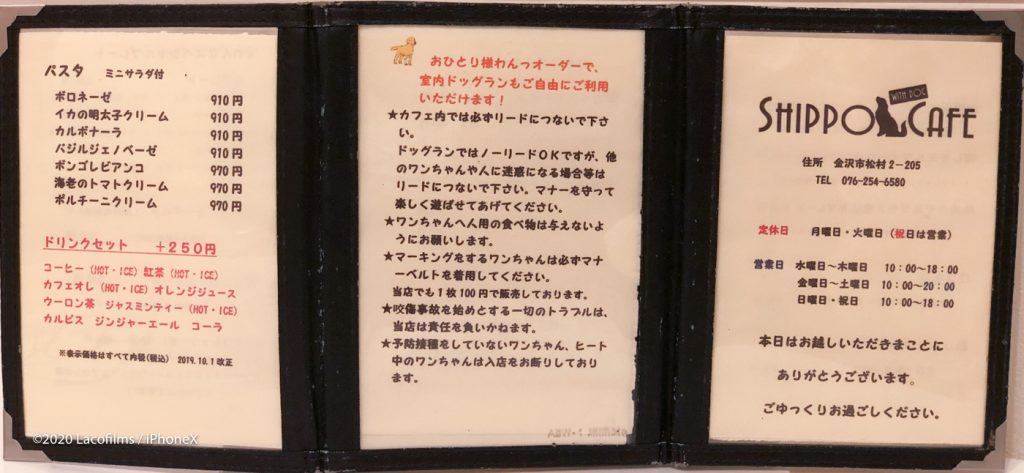 パスタ ミニサラダ付
ボロネーゼ 910円
イカの明太子クリーム 910円
カルボナーラ 910円
バジルジェノベーゼ 910円
ボンゴレビアンコ 970円
海老のトマトクリーム 970円
ポルチーニクリーム 970円
ドリンクセット +250円
コーヒー(HOT・ICE) 紅茶(HOT・ICE)
カフェオレ(HOT・ICE) オレンジジュース
ウーロン茶 ジャスミンティー(HOT・ICE)
カルピス ジンジャーエール コーラ
※表示価格はすべて内税(税込) 2019.10.1改正
おひとり様わんっオーダーで、
室内ドッグランもご自由にご利用
いただけます!
★カフェ内では必ずリードにつないで下さ
い。
ドッグランではノーリードOKですが、他
のワンちゃんや人に迷惑になる場合等は
リードにつないで下さい。マナーを守って
楽しく遊ばせてあげてください。
★ワンちゃんへ人用の食べ物は与えないよ
うにお願いします。
★マーキングをするワンちゃんは必ずマナ
ーベルトを着用してください。
当店でも1枚100円で販売しております。
★咬傷事故を始めとする一切のトラブルは、
当店は責任を負いかねます。
★予防接種をしていないワンちゃん、ヒート
中のワンちゃんは入店をお断りしており
ます。
WITH DOG
SHIPPO CAFE
住所 金沢市松村2-205
TEL 076-254-6580
定休日 月曜日・火曜日(祝日は営業)
営業日 水曜日~木曜日 10:00~18:00
金曜日~土曜日 10:00~20:00
日曜日・祝日 10:00~18:00
本日はお越しいただきまことに
ありがとうございます。
ごゆっくりお過ごしください。
©2020 Lacofilms / iPhoneX